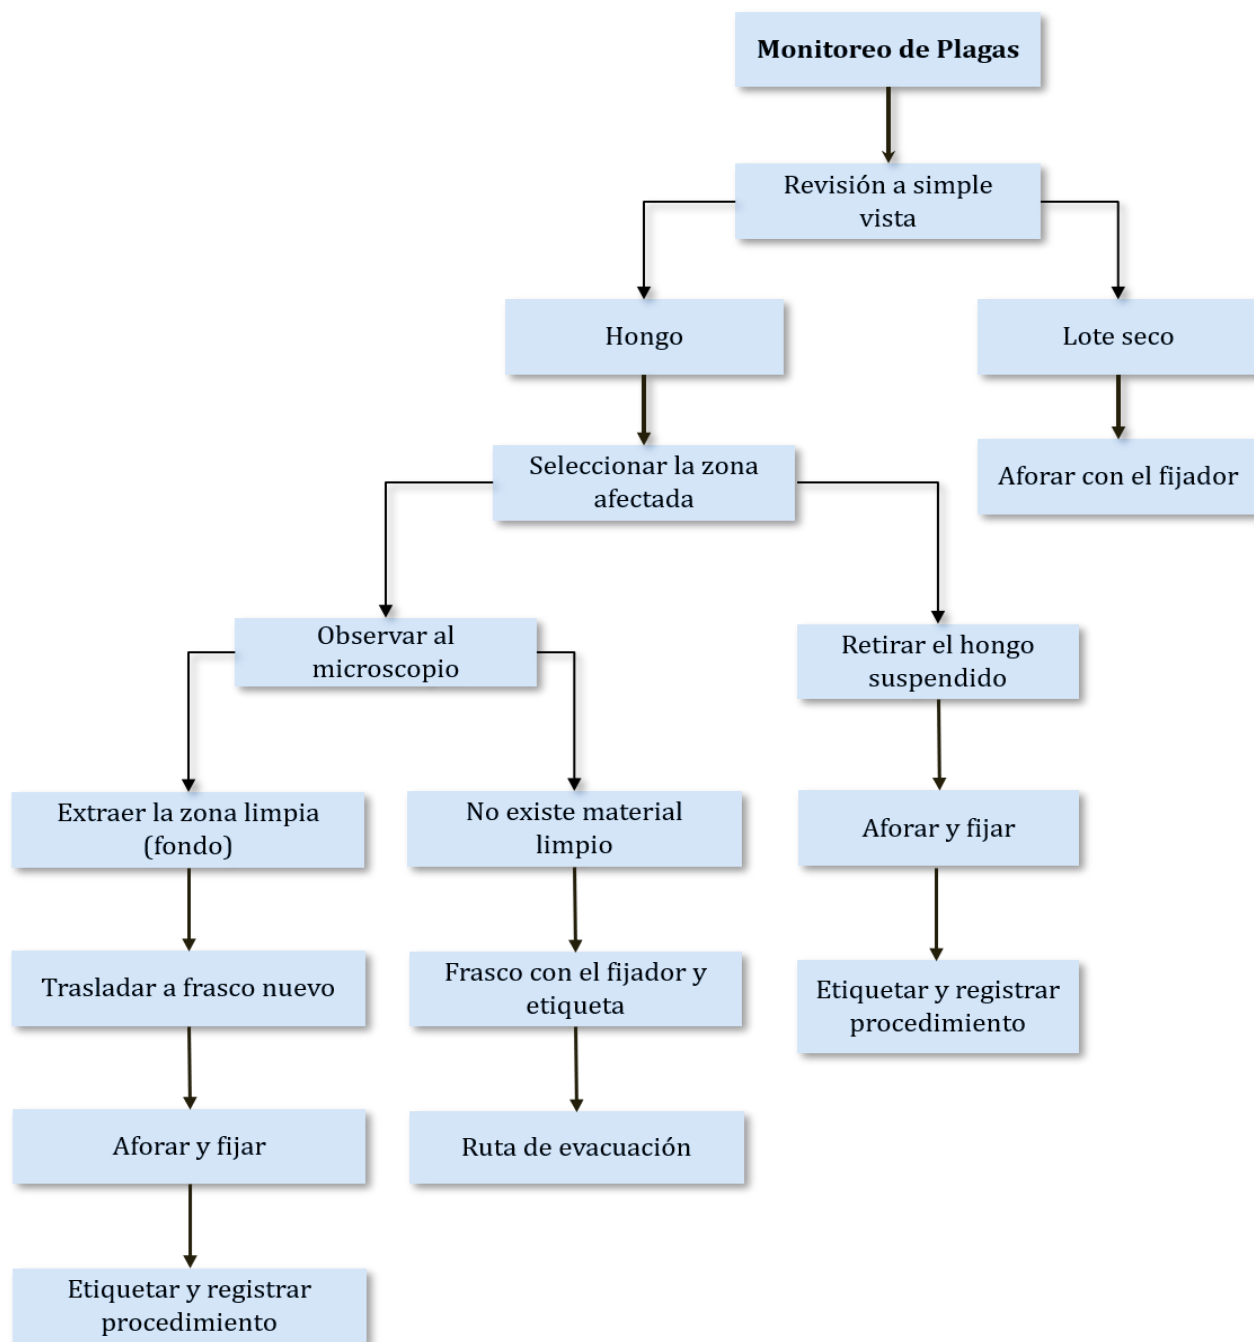 Monitoreo de Plagas
Revisión a simple
vista
Hongo
Lote seco
Seleccionar la zona
afectada
Aforar con el fijador
Observar al
microscopio
Retirar el hongo
suspendido
Extraer la zona limpia
(fondo)
No existe material
limpio
Aforar y fijar
Trasladar a frasco nuevo
Frasco con el fijador y
etiqueta
Etiquetar y registrar
procedimiento
Aforar y fijar
Ruta de evacuación
Etiquetar y registrar
procedimiento